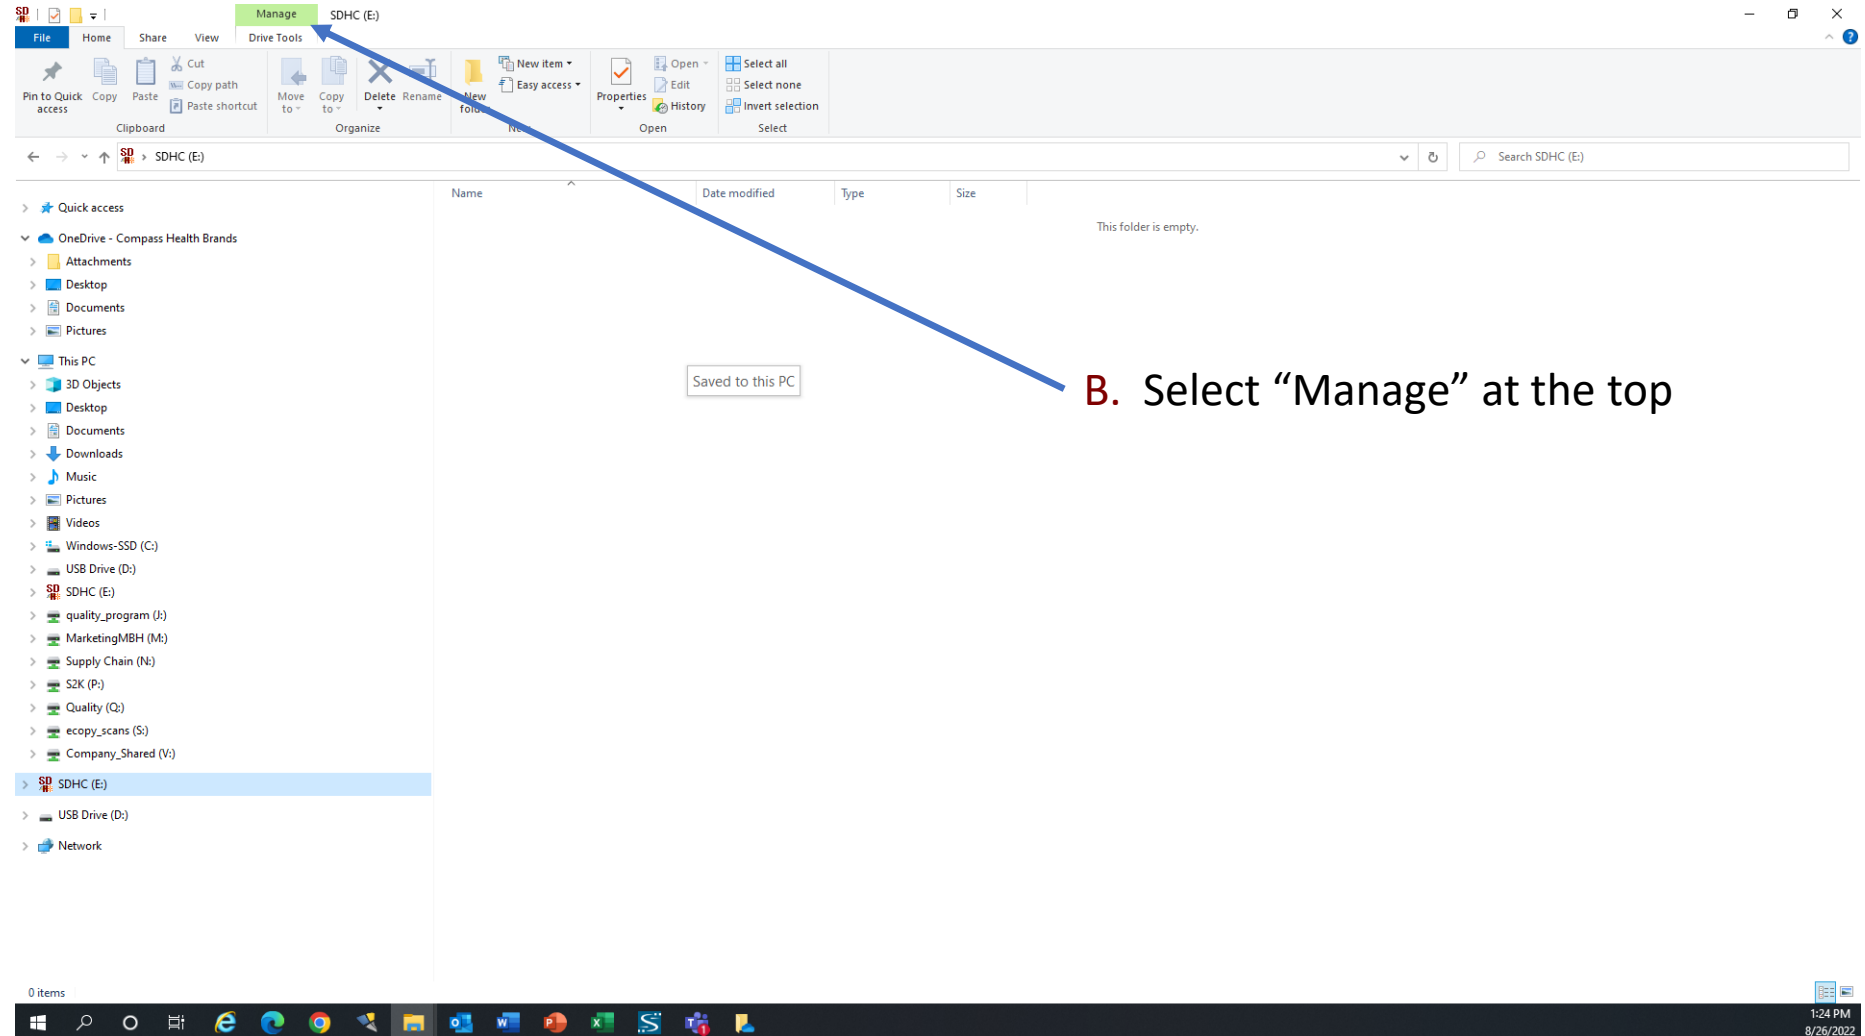 Manage SDHC (E:)
File Home Share View Drive Tools
Pin to Quick access
Copy
Paste
Cut
Copy path
Paste shortcut
Clipboard
Move to
Copy to
Delete
Rename
Organize
New
New item
Easy access
Properties
Open
Edit
History
Open
Select all
Select none
Invert selection
Select
SDHC (E:)
Search SDHC (E:)
Name Date modified Type Size
This folder is empty.
Quick access
OneDrive - Compass Health Brands
Attachments
Desktop
Documents
Pictures
This PC
3D Objects
Desktop
Documents
Downloads
Music
Pictures
Videos
Windows-SSD (C:)
USB Drive (D:)
SDHC (E:)
quality_program (J:)
MarketingMBH (M:)
Supply Chain (N:)
S2K (P:)
Quality (Q:)
ecopy_scans (S:)
Company_Shared (V:)
SDHC (E:)
USB Drive (D:)
Network
Saved to this PC
B. Select “Manage” at the top
0 items
1:24 PM
8/26/2022